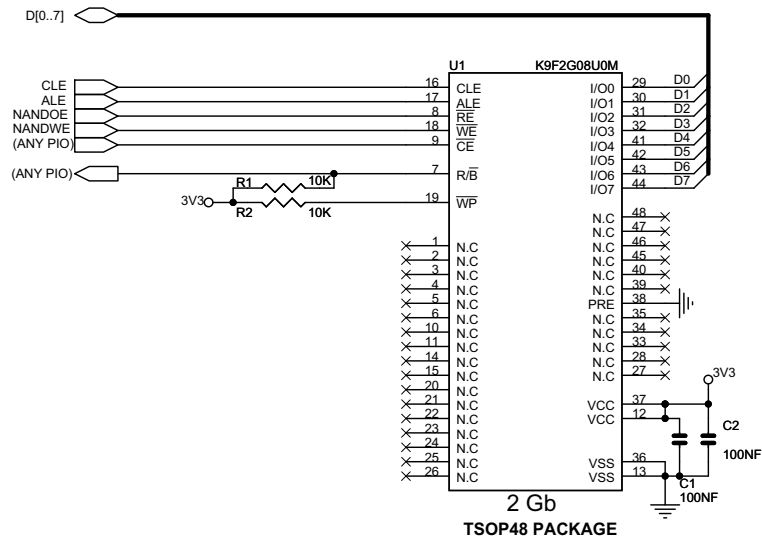 D[0..7]
U1 K9F2G08U0M
CLE 16 CLE I/O0 29 D0
ALE 17 ALE I/O1 30 D1
NANDOE 8 RE I/O2 31 D2
NANDWE 18 WE I/O3 32 D3
(ANY PIO) 9 CE I/O4 41 D4
I/O5 42 D5
(ANY PIO) 7 R/B I/O6 43 D6
R1 10K I/O7 44 D7
3V3 R2 10K 19 WP
N.C 48
N.C 47
1 N.C N.C 46
2 N.C N.C 45
3 N.C N.C 40
4 N.C N.C 39
5 N.C PRE 38
6 N.C N.C 35
10 N.C N.C 34
11 N.C N.C 33
14 N.C N.C 28
15 N.C N.C 27
20 N.C 3V3
21 N.C VCC 37
22 N.C VCC 12
23 N.C C2
24 N.C 100NF
25 N.C VSS 36
26 N.C VSS 13
C1
100NF
2 Gb
TSOP48 PACKAGE